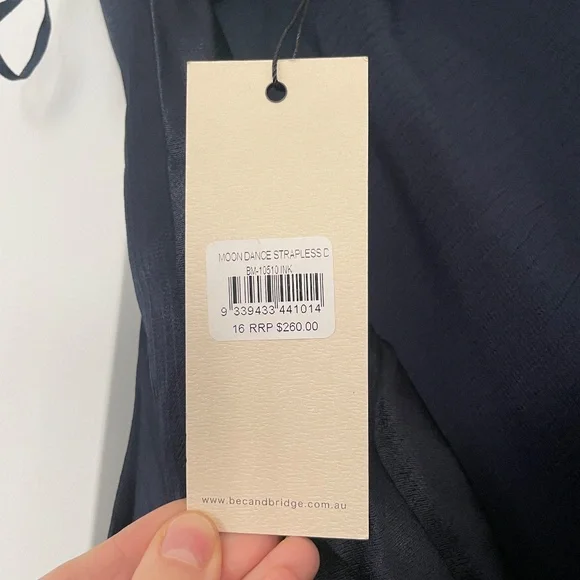 MOON DANCE STRAPLESS D
BM-10510 INK
9 339433 441014
16 RRP $260.00
www.becandbridge.com.au